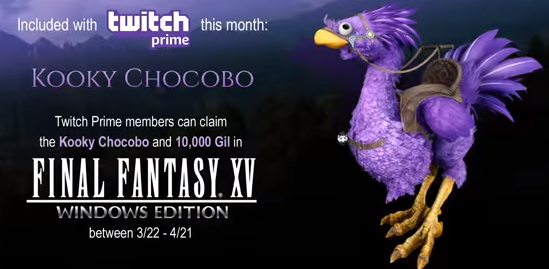 Included with twitch prime this month:
KOOKY CHOCOBO
Twitch Prime members can claim
the Kooky Chocobo and 10,000 Gil in
FINAL FANTASY XV
WINDOWS EDITION
between 3/22 - 4/21